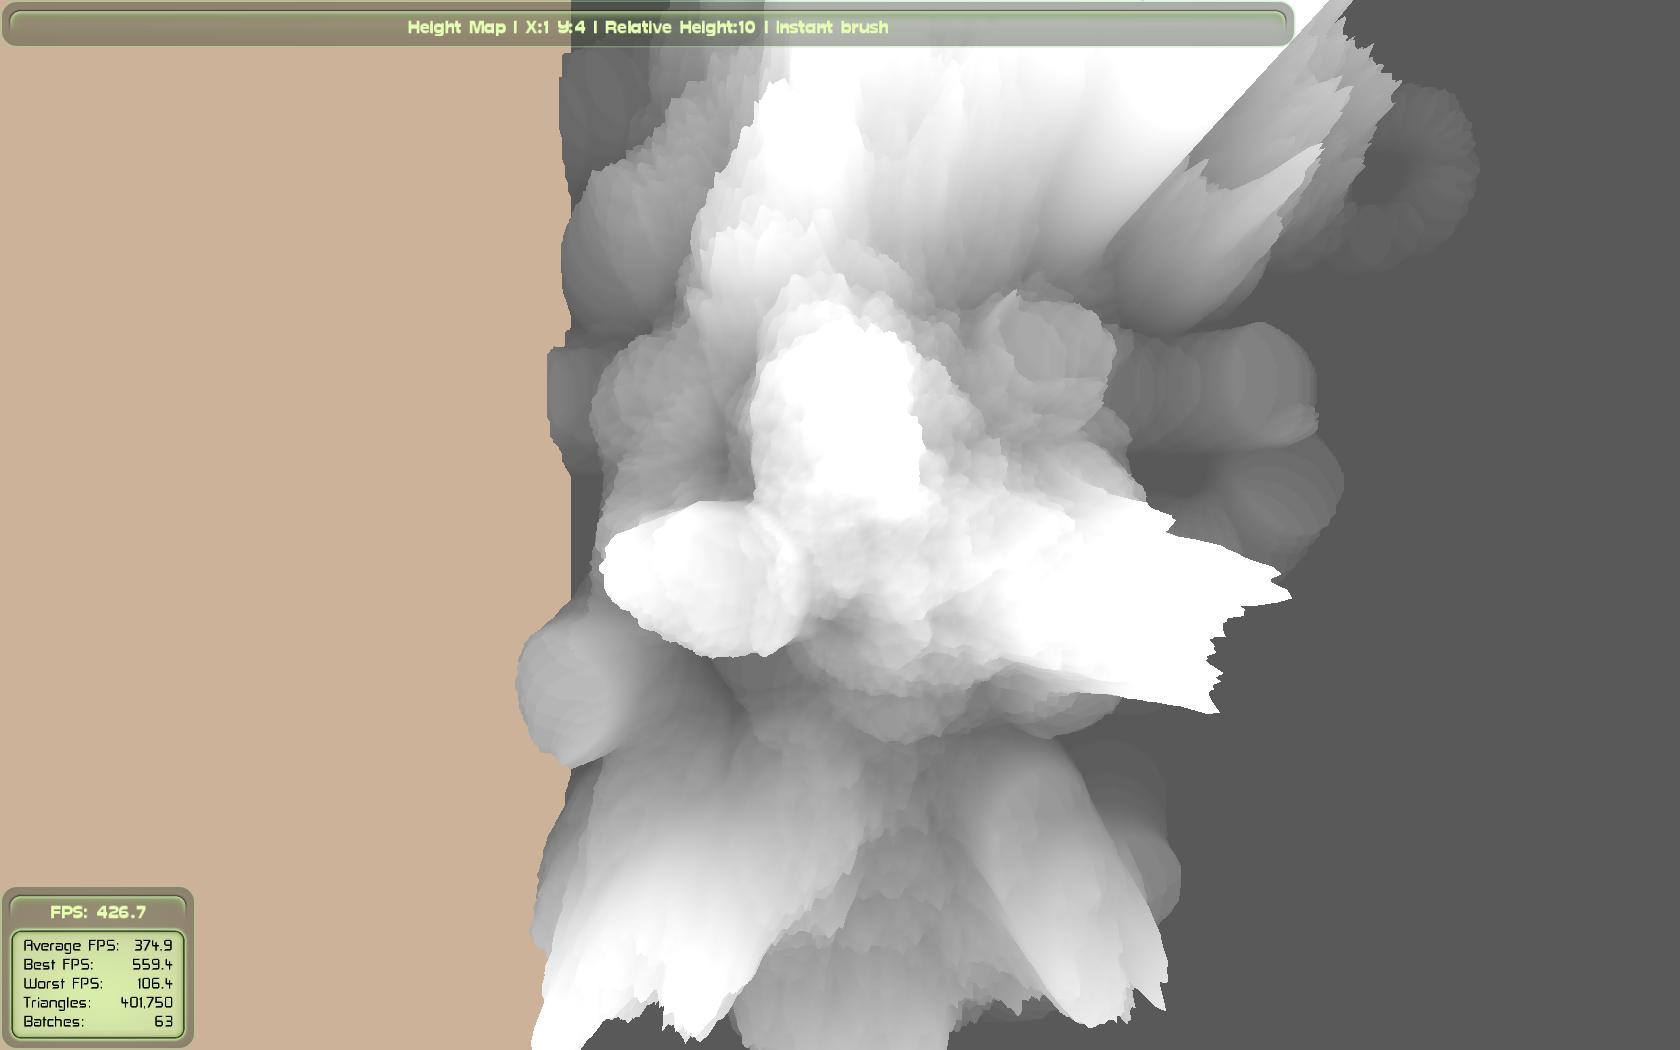 Height Map | X:1 Y:4 | Relative Height:10 | Instant brush
FPS: 426.7
Average FPS: 374.9
Best FPS: 559.4
Worst FPS: 106.4
Triangles: 401,750
Batches: 63